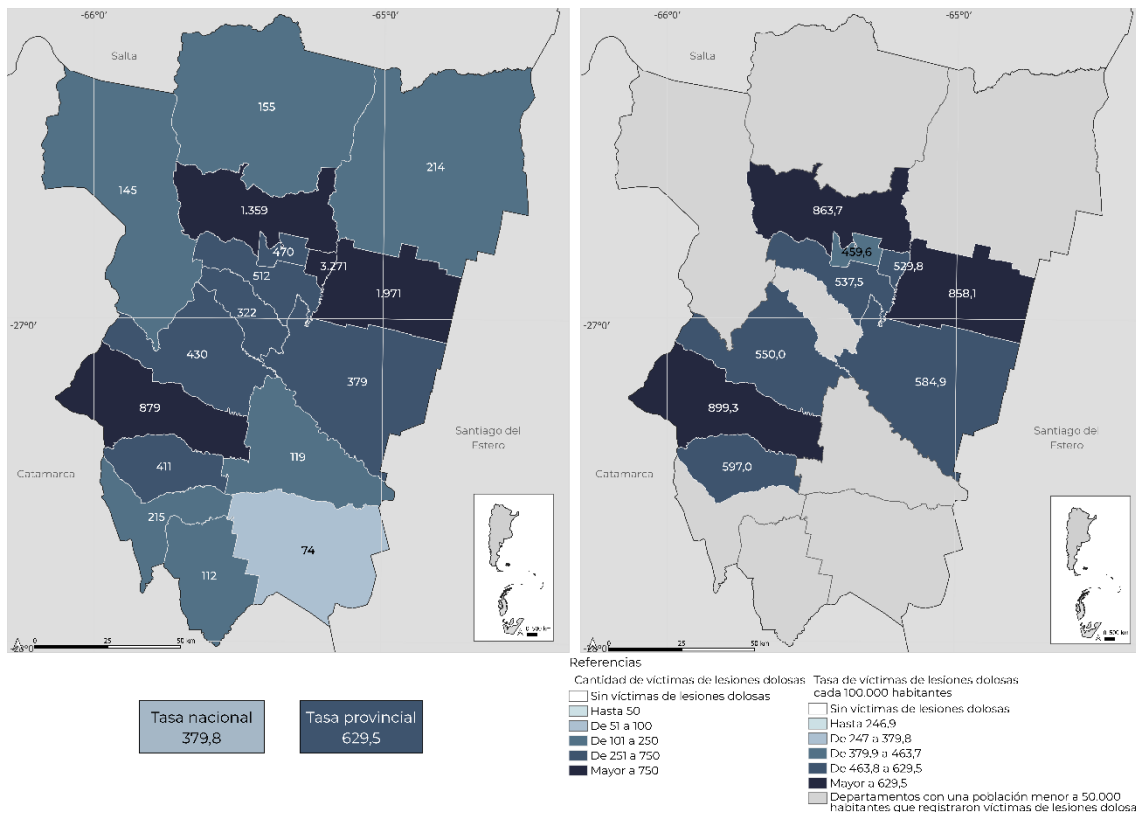 -66°0'
-65°0'
Salta
155
214
145
1.359
470
3.271
512
1.971
322
-27°0'
430
379
879
Santiago del
Estero
119
Catamarca
411
215
74
112
0 25 50 km
0 500 km
-66°0'
-65°0'
Salta
863,7
459,6
529,8
537,5
858,1
-27°0'
550,0
584,9
899,3
Santiago del
Estero
Catamarca
597,0
0 25 50 km
0 500 km
Tasa nacional
379,8
Tasa provincial
629,5
Referencias
Cantidad de víctimas de lesiones dolosas
Sin víctimas de lesiones dolosas
Hasta 50
De 51 a 100
De 101 a 250
De 251 a 750
Mayor a 750
Tasa de víctimas de lesiones dolosas
cada 100.000 habitantes
Sin víctimas de lesiones dolosas
Hasta 246,9
De 247 a 379,8
De 379,9 a 463,7
De 463,8 a 629,5
Mayor a 629,5
Departamentos con una población menor a 50.000
habitantes que registraron víctimas de lesiones dolosa